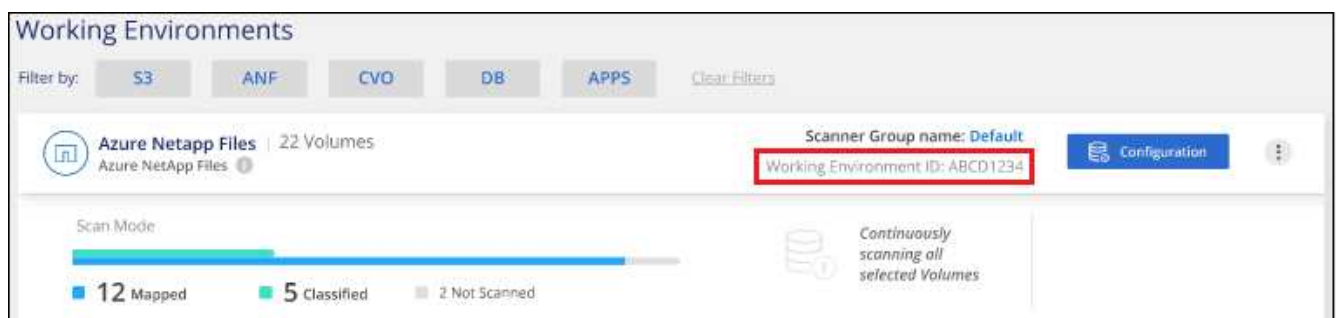 Working Environments
Filter by: S3 ANF CVO DB APPS Clear Filters
Azure Netapp Files | 22 Volumes
Azure NetApp Files
Scanner Group name: Default
Working Environment ID: ABCD1234
Configuration
Scan Mode
12 Mapped 5 Classified 2 Not Scanned
Continuously
scanning all
selected Volumes